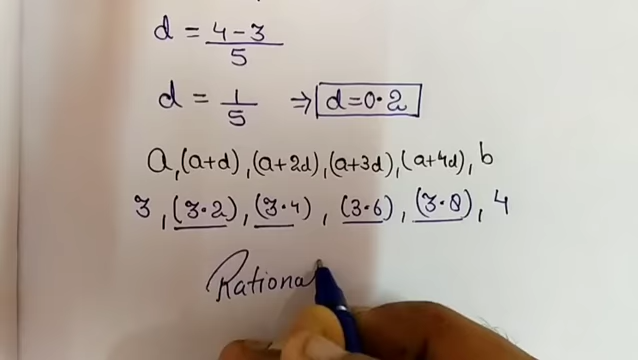 d = 4-3/5
d = 1/5 ⇒ d=0.2
a,(a+d),(a+2d),(a+3d),(a+4d), b
3,(3.2),(3.4),(3.6),(3.8), 4
Rationa